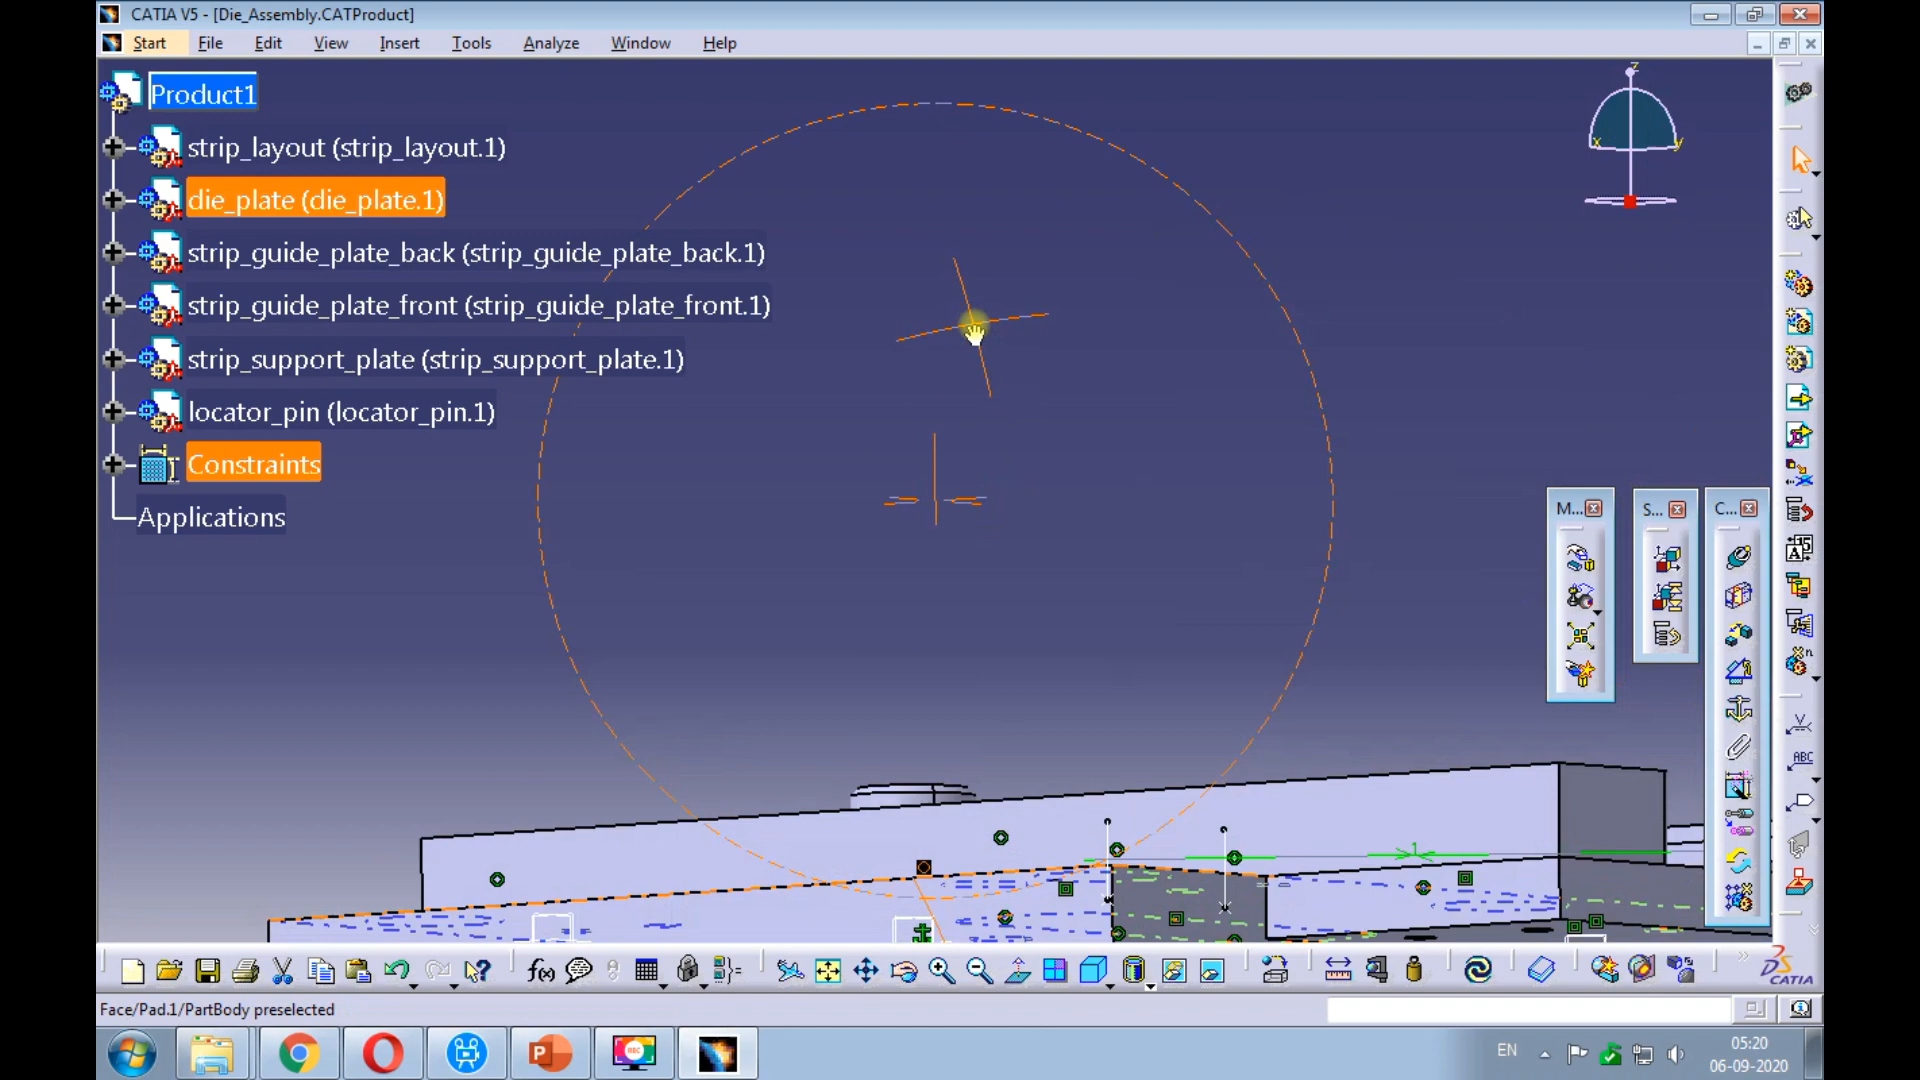 CATIA V5 - [Die_Assembly.CATProduct]
Start File Edit View Insert Tools Analyze Window Help
Product1
strip_layout (strip_layout.1)
die_plate (die_plate.1)
strip_guide_plate_back (strip_guide_plate_back.1)
strip_guide_plate_front (strip_guide_plate_front.1)
strip_support_plate (strip_support_plate.1)
locator_pin (locator_pin.1)
Constraints
Applications
z
x
y
M...
S...
C...
1
f(x)
CATIA
Face/Pad.1/PartBody preselected
EN
05:20
06-09-2020